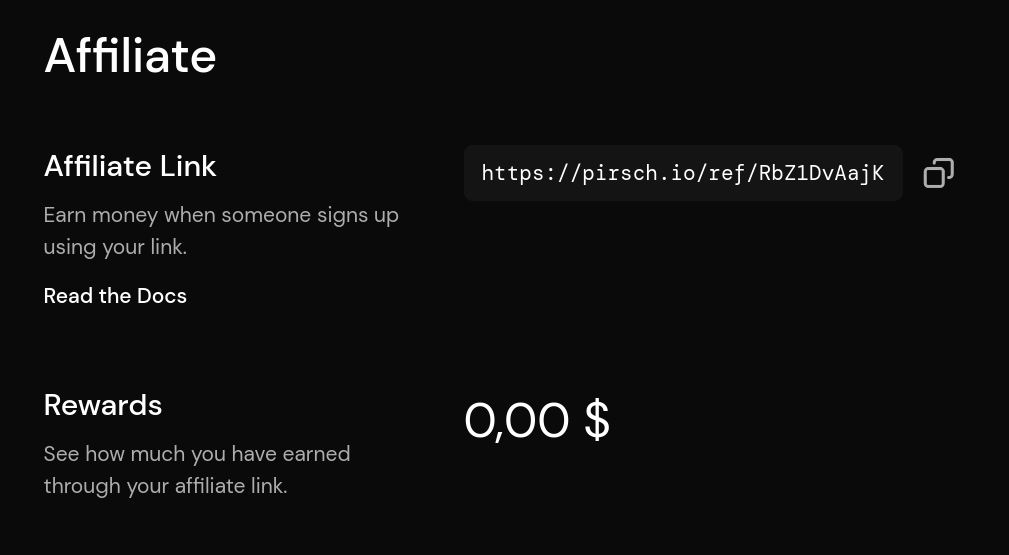 Affiliate
Affiliate Link
https://pirsch.io/ref/RbZ1DvAajK
Earn money when someone signs up
using your link.
Read the Docs
Rewards
0,00 $
See how much you have earned
through your affiliate link.